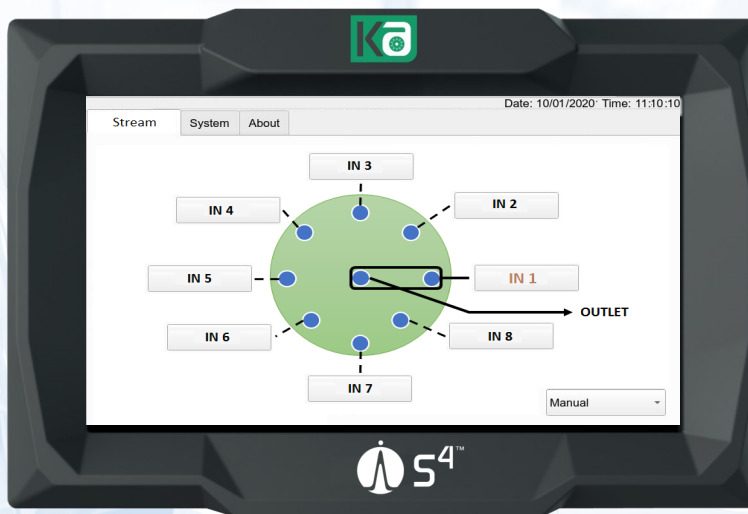 Ka
Date: 10/01/2020 Time: 11:10:10
Stream System About
IN 3
IN 4
IN 2
IN 5
IN 1
OUTLET
IN 6
IN 8
IN 7
Manual
S4™